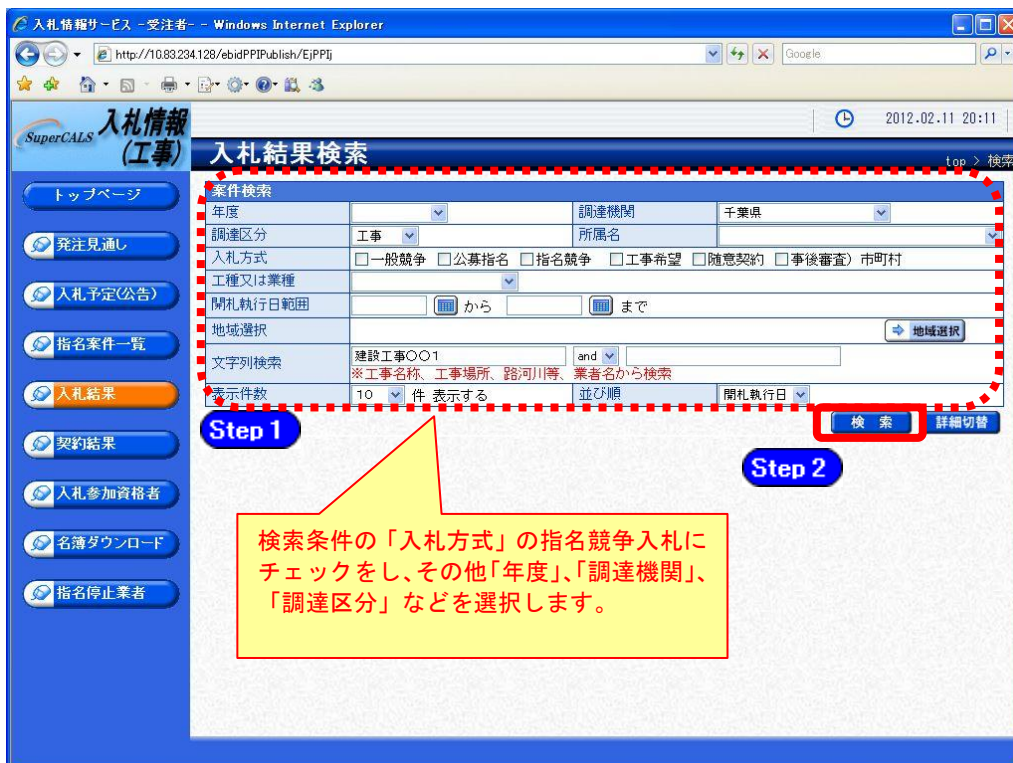 入札情報サービス -受注者- - Windows Internet Explorer
http://10.83.234.128/ebidPPIPublish/EjPPIj
Google
SuperCALS 入札情報
(工事)
2012.02.11 20:11
入札結果検索
top > 検索
トップページ
発注見通し
入札予定(公告)
指名案件一覧
入札結果
契約結果
入札参加資格者
名簿ダウンロード
指名停止業者
案件検索
年度 調達機関 千葉県
調達区分 工事 所属名
入札方式 一般競争 公募指名 指名競争 工事希望 随意契約 事後審査) 市町村
工種又は業種
開札執行日範囲 から まで
地域選択 地域選択
文字列検索 建設工事〇〇1 and
※工事名称、工事場所、路河川等、業者名から検索
表示件数 10 件 表示する 並び順 開札執行日
検 索 詳細切替
Step 1
Step 2
検索条件の「入札方式」の指名競争入札に
チェックをし、その他「年度」、「調達機関」、
「調達区分」などを選択します。